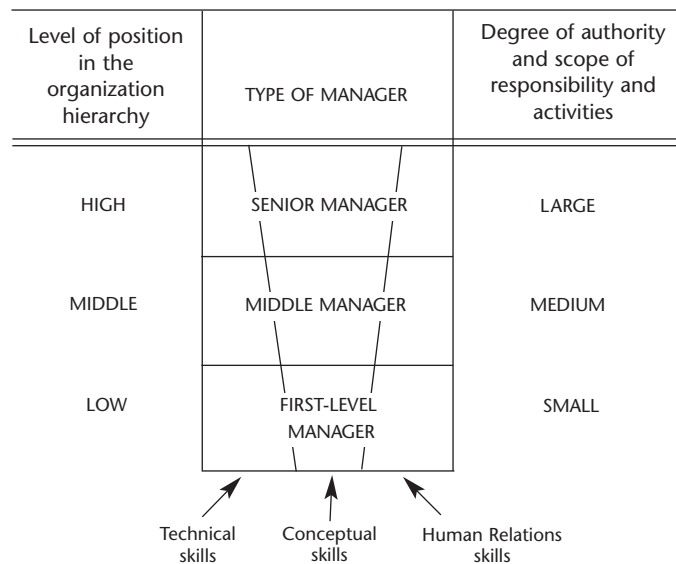 Level of position
in the
organization
hierarchy
TYPE OF MANAGER
Degree of authority
and scope of
responsibility and
activities
HIGH
SENIOR MANAGER
LARGE
MIDDLE
MIDDLE MANAGER
MEDIUM
LOW
FIRST-LEVEL
MANAGER
SMALL
Technical
skills
Conceptual
skills
Human Relations
skills